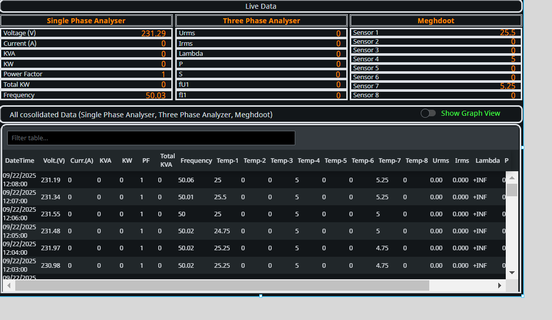 Live Data
Single Phase Analyser Three Phase Analyser Meghdoot
Voltage (V) 231.29 Urms 0 Sensor 1 25.5
Current (A) 0 Irms 0 Sensor 2 0
KVA 0 Lambda 0 Sensor 3 0
KW 0 P 0 Sensor 4 5
Power Factor 1 S 0 Sensor 5 0
Total KW 0 fU1 0 Sensor 6 0
Frequency 50.03 fI1 0 Sensor 7 5.25
Sensor 8 0
All cosolidated Data (Single Phase Analyser, Three Phase Analyzer, Meghdoot) Show Graph View
Filter table...
DateTime Volt.(V) Curr.(A) KVA KW PF Total KVA Frequency Temp-1 Temp-2 Temp-3 Temp-4 Temp-5 Temp-6 Temp-7 Temp-8 Urms Irms Lambda P
09/22/2025 12:08:00 231.19 0 0 0 1 0 50.06 25 0 0 5 0 0 5.25 0 0.00 0.000 +INF 0
09/22/2025 12:07:00 231.34 0 0 0 1 0 50.01 25.5 0 0 5 0 0 5.25 0 0.00 0.000 +INF 0
09/22/2025 12:06:00 231.55 0 0 0 1 0 50 25 0 0 5 0 0 5 0 0.00 0.000 +INF 0
09/22/2025 12:05:00 231.48 0 0 0 1 0 50.02 24.75 0 0 5 0 0 5 0 0.00 0.000 +INF 0
09/22/2025 12:04:00 231.97 0 0 0 1 0 50.02 25.25 0 0 5 0 0 4.75 0 0.00 0.000 +INF 0
09/22/2025 12:03:00 230.98 0 0 0 1 0 50.02 25.25 0 0 5 0 0 4.75 0 0.00 0.000 +INF 0
09/22/2025